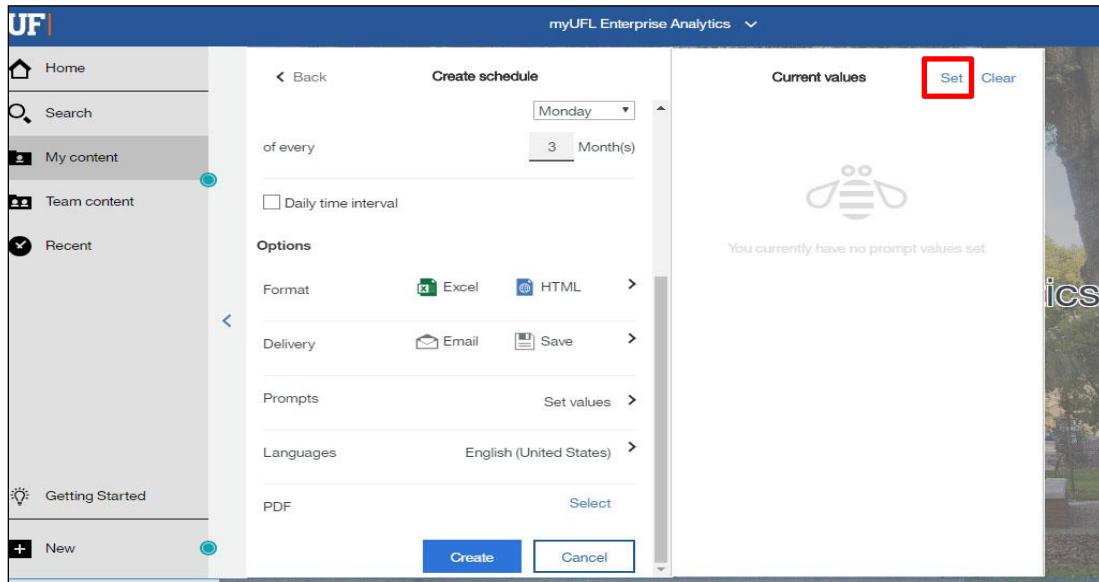 UF
myUFL Enterprise Analytics
Home
Search
My content
Team content
Recent
Getting Started
New
Back
Create schedule
Monday
of every
3 Month(s)
Daily time interval
Options
Format Excel HTML
Delivery Email Save
Prompts Set values
Languages English (United States)
PDF Select
Create Cancel
Current values Set Clear
You currently have no prompt values set
ics